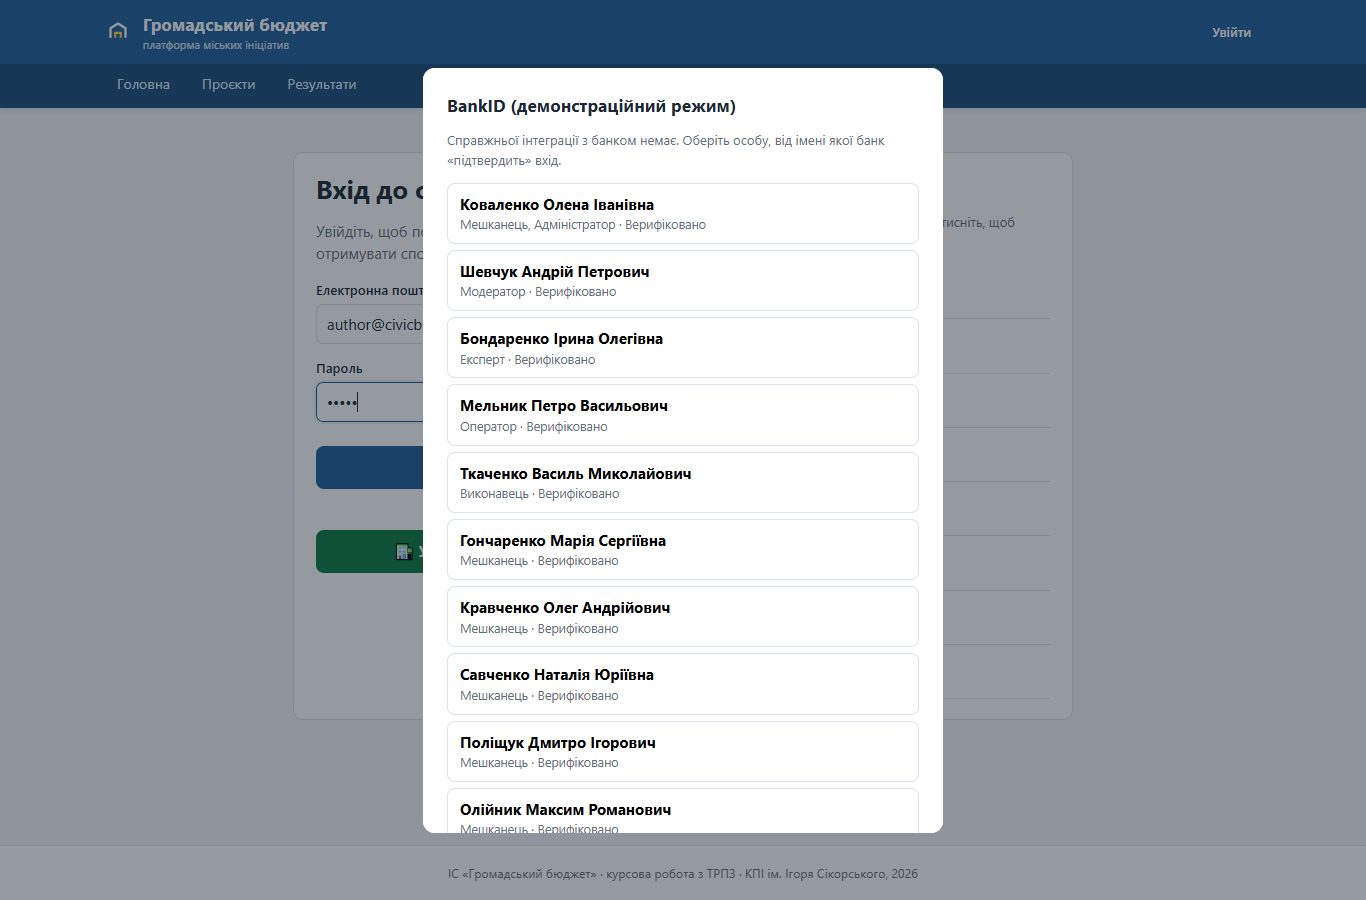 Громадський бюджет
платформа міських ініціатив
Увійти
Головна
Проєкти
Результати
BankID (демонстраційний режим)
Справжньої інтеграції з банком немає. Оберіть особу, від імені якої банк
«підтвердить» вхід.
Коваленко Олена Іванівна
Мешканець, Адміністратор · Верифіковано
Шевчук Андрій Петрович
Модератор · Верифіковано
Бондаренко Ірина Олегівна
Експерт · Верифіковано
Мельник Петро Васильович
Оператор · Верифіковано
Ткаченко Василь Миколайович
Виконавець · Верифіковано
Гончаренко Марія Сергіївна
Мешканець · Верифіковано
Кравченко Олег Андрійович
Мешканець · Верифіковано
Савченко Наталія Юріївна
Мешканець · Верифіковано
Поліщук Дмитро Ігорович
Мешканець · Верифіковано
Олійник Максим Романович
Мешканець · Верифіковано
Вхід до
Увійдіть, щоб
отримувати
Електронна
author@civicb
Пароль
•••••
щоб
ІС «Громадський бюджет» · курсова робота з ТРПЗ · КПІ ім. Ігоря Сікорського, 2026